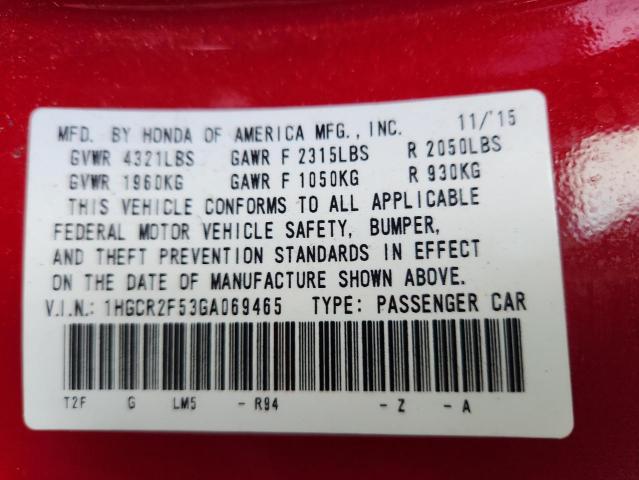 MFD. BY HONDA OF AMERICA MFG., INC. 11/15
GVWR 4321LBS GAWR F 2315LBS R 2050LBS
GVWR 1960KG GAWR F 1050KG R 930KG
THIS VEHICLE CONFORMS TO ALL APPLICABLE
FEDERAL MOTOR VEHICLE SAFETY, BUMPER,
AND THEFT PREVENTION STANDARDS IN EFFECT
ON THE DATE OF MANUFACTURE SHOWN ABOVE.
V.I.N.: 1HGCR2F53GA069465 TYPE: PASSENGER CAR
T2F G LM5 - R94 - Z - A